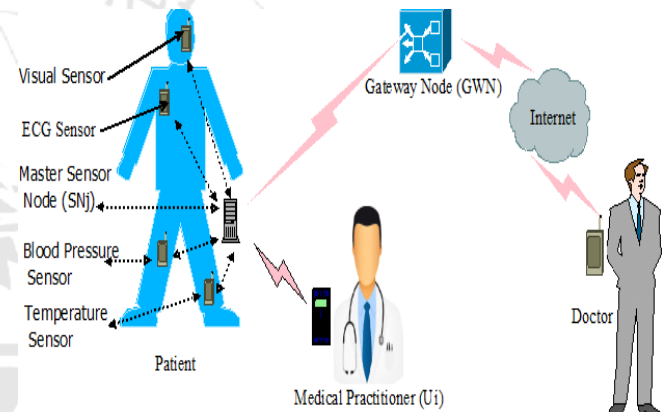 Visual Sensor
ECG Sensor
Master Sensor
Node (SNj)
Blood Pressure
Sensor
Temperature
Sensor
Patient
Gateway Node (GWN)
Internet
Doctor
Medical Practitioner (Ui)